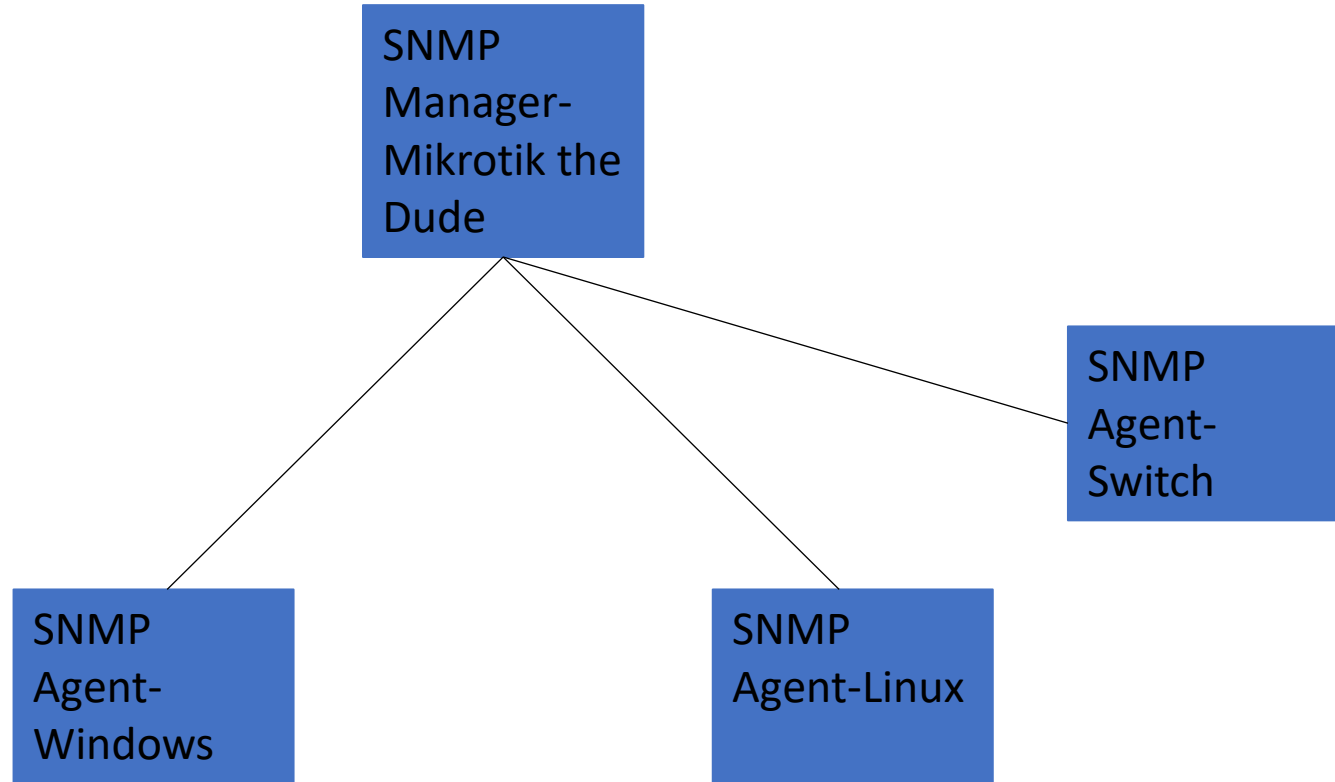 SNMP
Manager-
Mikrotik the
Dude
SNMP
Agent-
Switch
SNMP
Agent-
Windows
SNMP
Agent-Linux